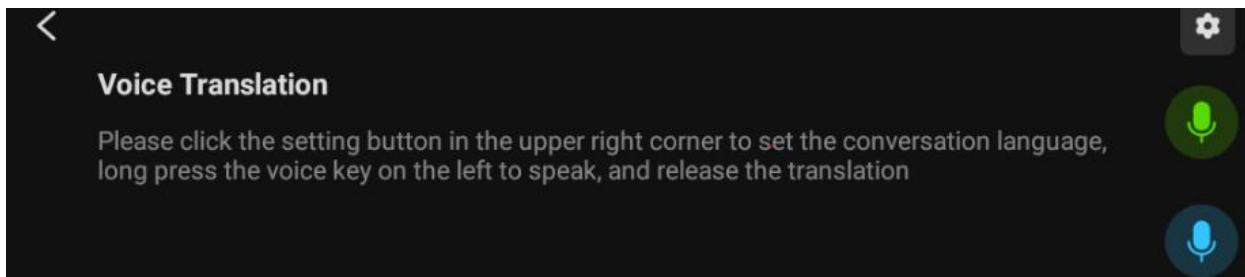 Voice Translation
Please click the setting button in the upper right corner to set the conversation language,
long press the voice key on the left to speak, and release the translation